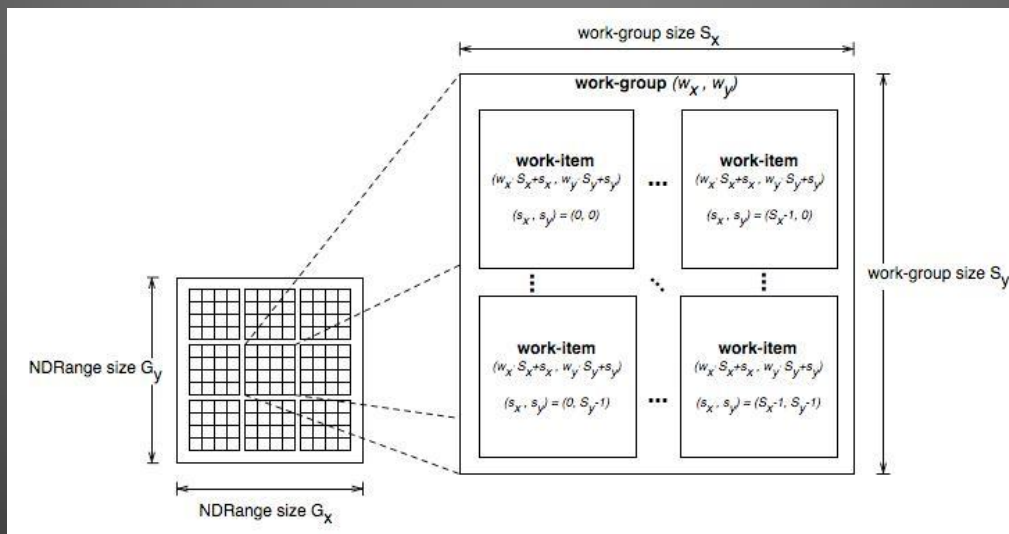 work-group size Sx
work-group (wx , wy)
work-item
(wx· Sx+sx , wy· Sy+sy)
(sx , sy) = (0, 0)
...
work-item
(wx· Sx+sx , wy· Sy+sy)
(sx , sy) = (Sx-1, 0)
work-group size Sy
work-item
(wx· Sx+sx , wy· Sy+sy)
(sx , sy) = (0, Sy-1)
...
work-item
(wx· Sx+sx , wy· Sy+sy)
(sx , sy) = (Sx-1, Sy-1)
NDRange size Gy
NDRange size Gx